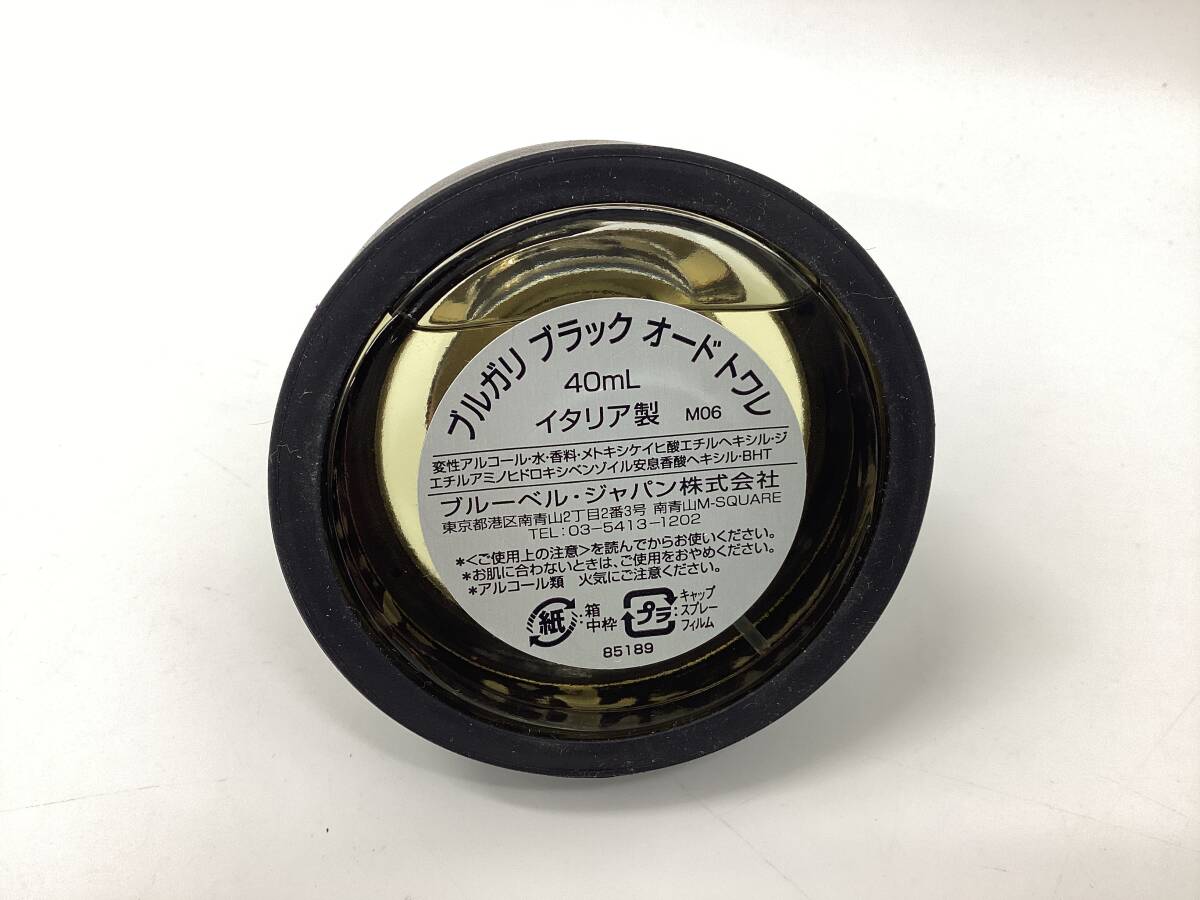 ブルガリ ブラック オード トワレ
40mL
イタリア製 M06
変性アルコール・水・香料・メトキシケイヒ酸エチルヘキシル・ジ
エチルアミノヒドロキシベンゾイル安息香酸ヘキシル・BHT
ブルーベル・ジャパン株式会社
東京都港区南青山2丁目2番3号 南青山M-SQUARE
TEL:03-5413-1202
*<ご使用上の注意>を読んでからお使いください。
*お肌に合わないときは、ご使用をおやめください。
*アルコール類 火気にご注意ください。
紙:箱 中枠
プラ:キャップ スプレー フィルム
85189